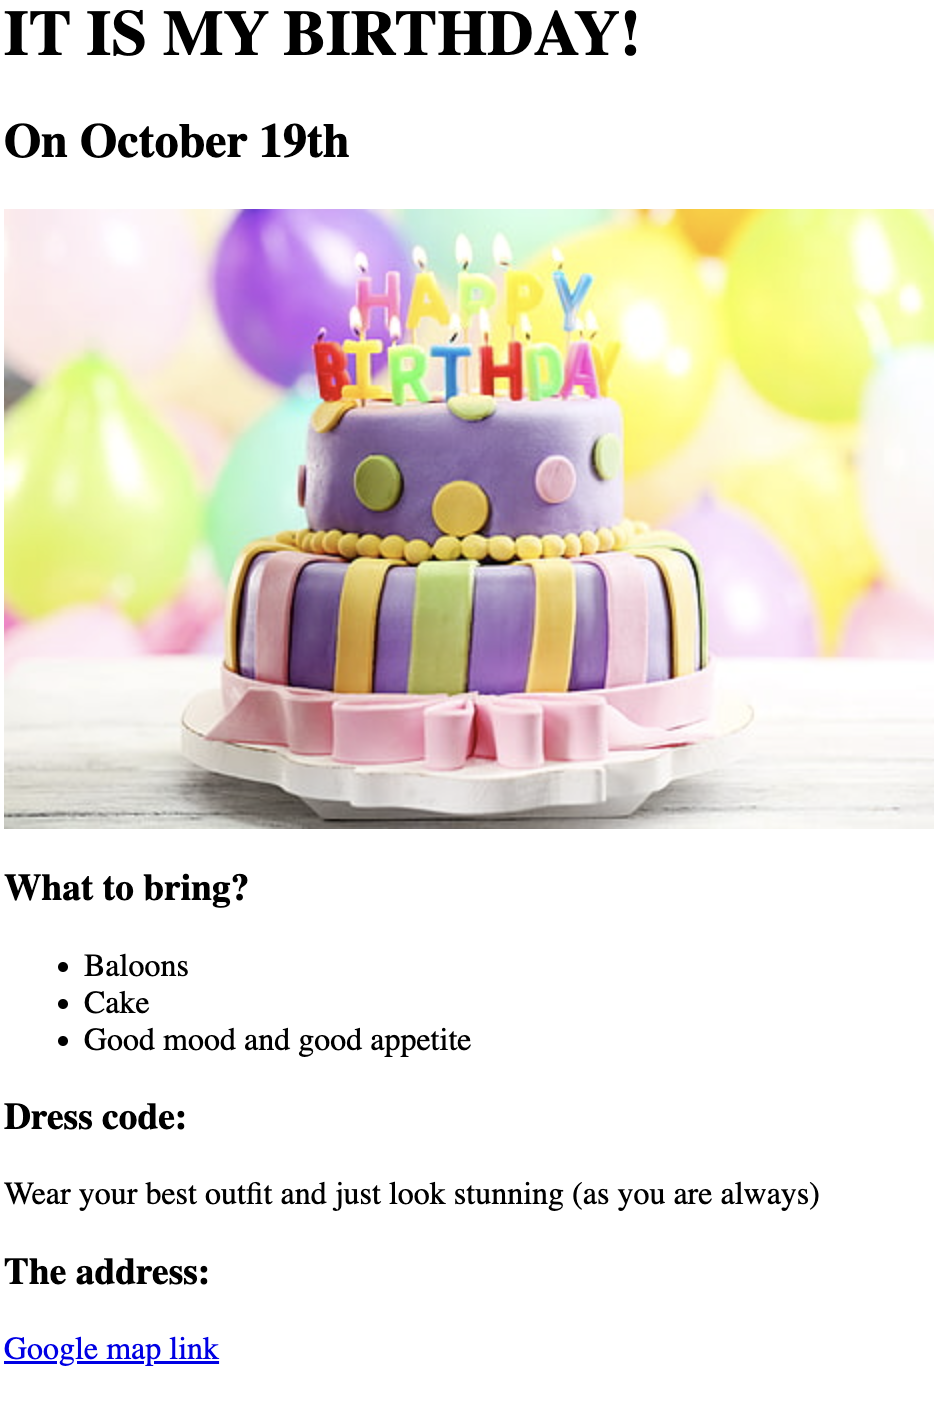 IT IS MY BIRTHDAY!
On October 19th
HAPPY
BIRTHDAY
What to bring?
Baloons
Cake
Good mood and good appetite
Dress code:
Wear your best outfit and just look stunning (as you are always)
The address:
Google map link